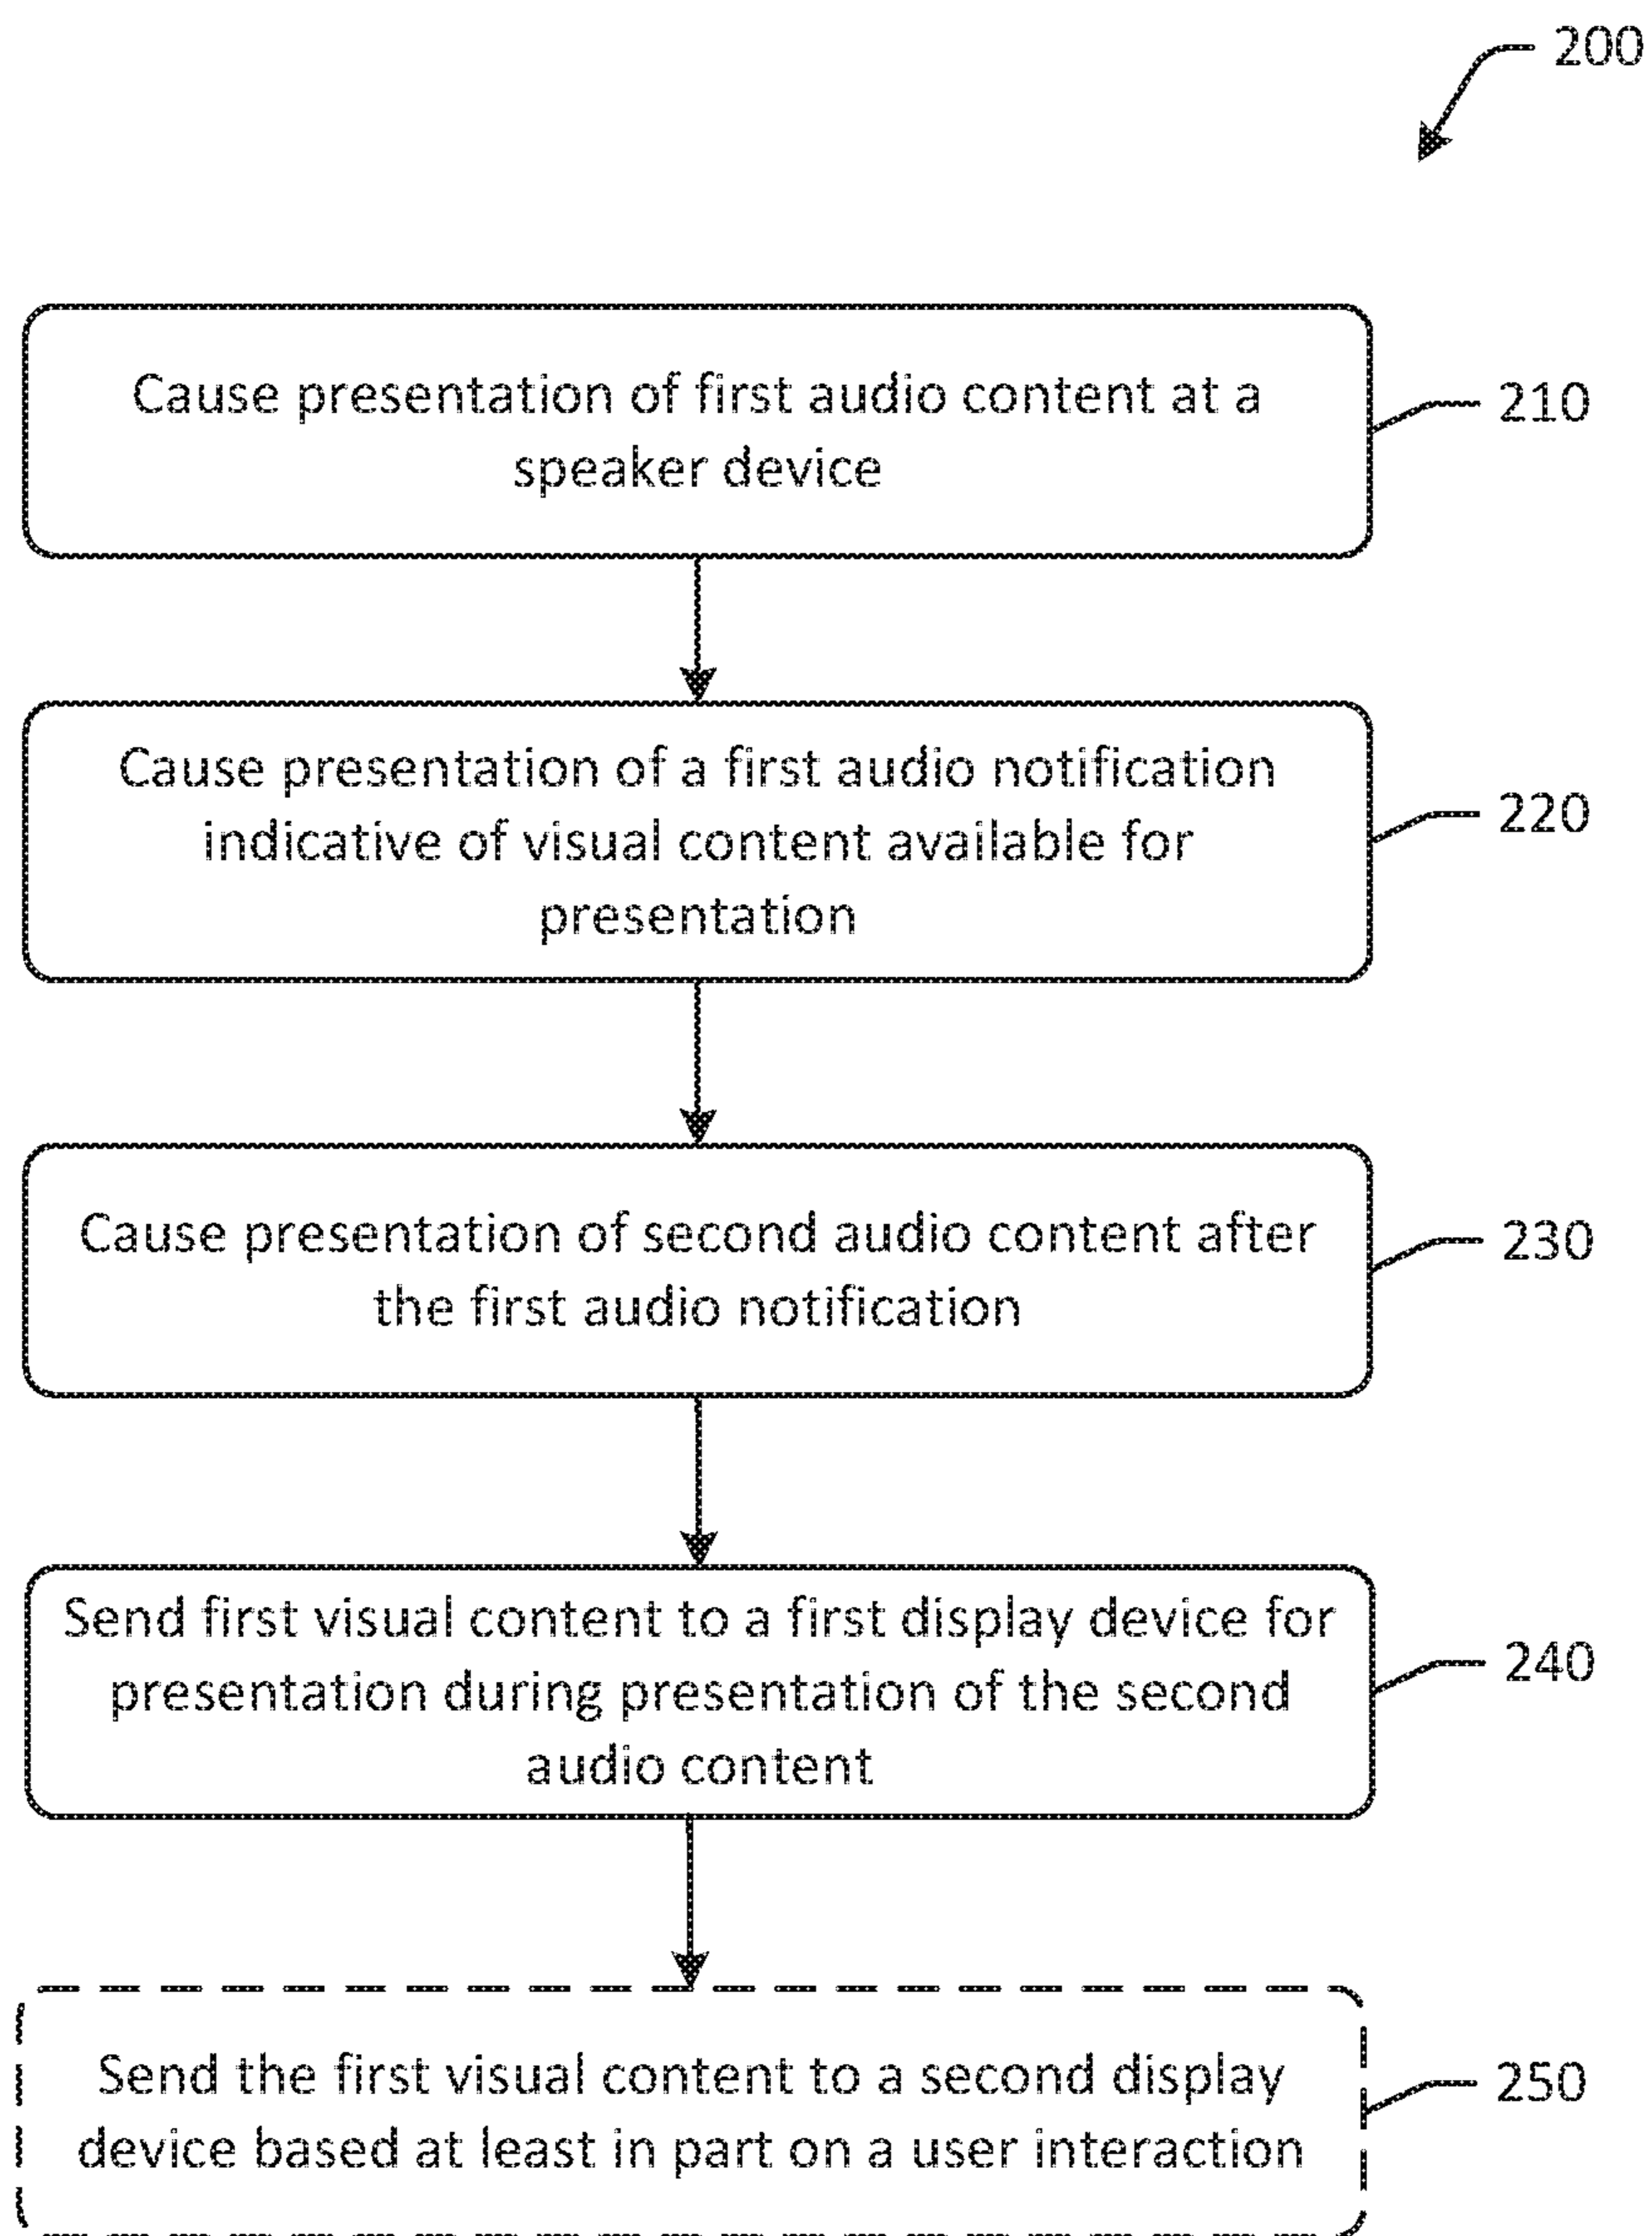 200
Cause presentation of first audio content at a
speaker device
210
Cause presentation of a first audio notification
indicative of visual content available for
presentation
220
Cause presentation of second audio content after
the first audio notification
230
Send first visual content to a first display device for
presentation during presentation of the second
audio content
240
Send the first visual content to a second display
device based at least in part on a user interaction
250